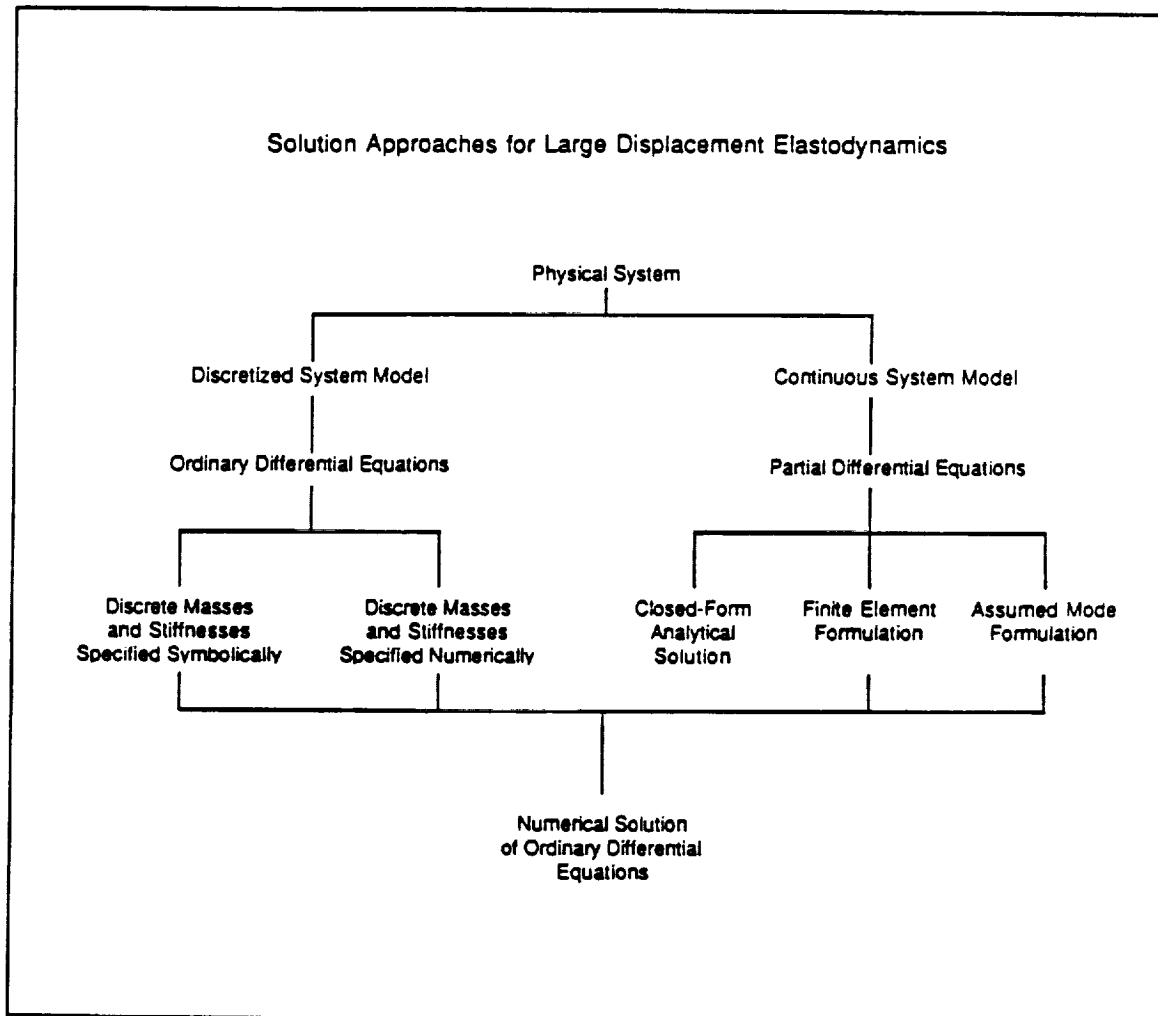 Solution Approaches for Large Displacement Elastodynamics
Physical System
Discretized System Model
Continuous System Model
Ordinary Differential Equations
Partial Differential Equations
Discrete Masses
and Stiffnesses
Specified Symbolically
Discrete Masses
and Stiffnesses
Specified Numerically
Closed-Form
Analytical
Solution
Finite Element
Formulation
Assumed Mode
Formulation
Numerical Solution
of Ordinary Differential
Equations